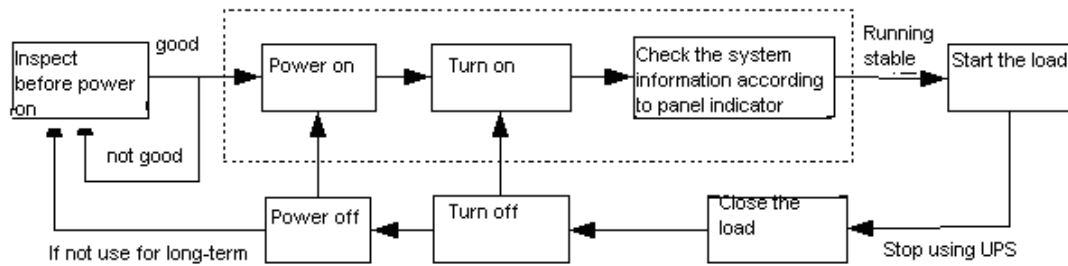 good
Inspect
before power
on
Power on
Turn on
Check the system
information according
to panel indicator
Running
stable
Start the load
not good
Power off
Turn off
Close the
load
If not use for long-term
Stop using UPS